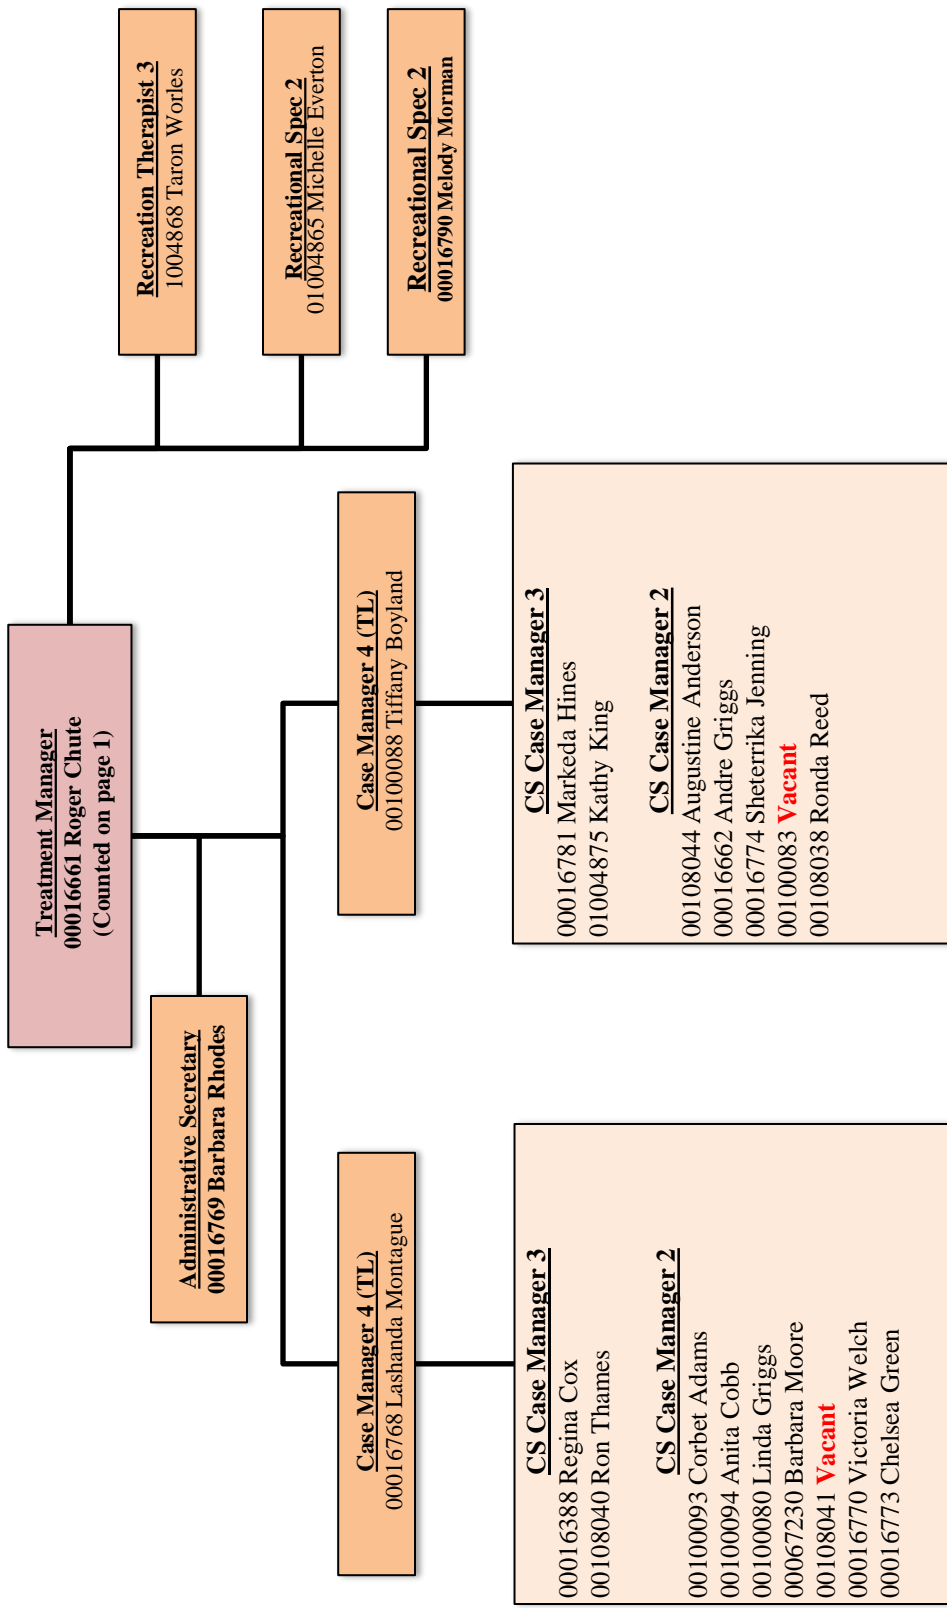 Treatment Manager
00016661 Roger Chute
(Counted on page 1)
Administrative Secretary
00016769 Barbara Rhodes
Recreation Therapist 3
1004868 Taron Worles
Recreational Spec 2
01004865 Michelle Everton
Recreational Spec 2
00016790 Melody Morman
Case Manager 4 (TL)
00016768 Lashanda Montague
CS Case Manager 3
00016388 Regina Cox
00108040 Ron Thames
CS Case Manager 2
00100093 Corbet Adams
00100094 Anita Cobb
00100080 Linda Griggs
00067230 Barbara Moore
00108041 Vacant
00016770 Victoria Welch
00016773 Chelsea Green
Case Manager 4 (TL)
00100088 Tiffany Boyland
CS Case Manager 3
00016781 Markeda Hines
01004875 Kathy King
CS Case Manager 2
00108044 Augustine Anderson
00016662 Andre Griggs
00016774 Sheterrika Jenning
00100083 Vacant
00108038 Ronda Reed